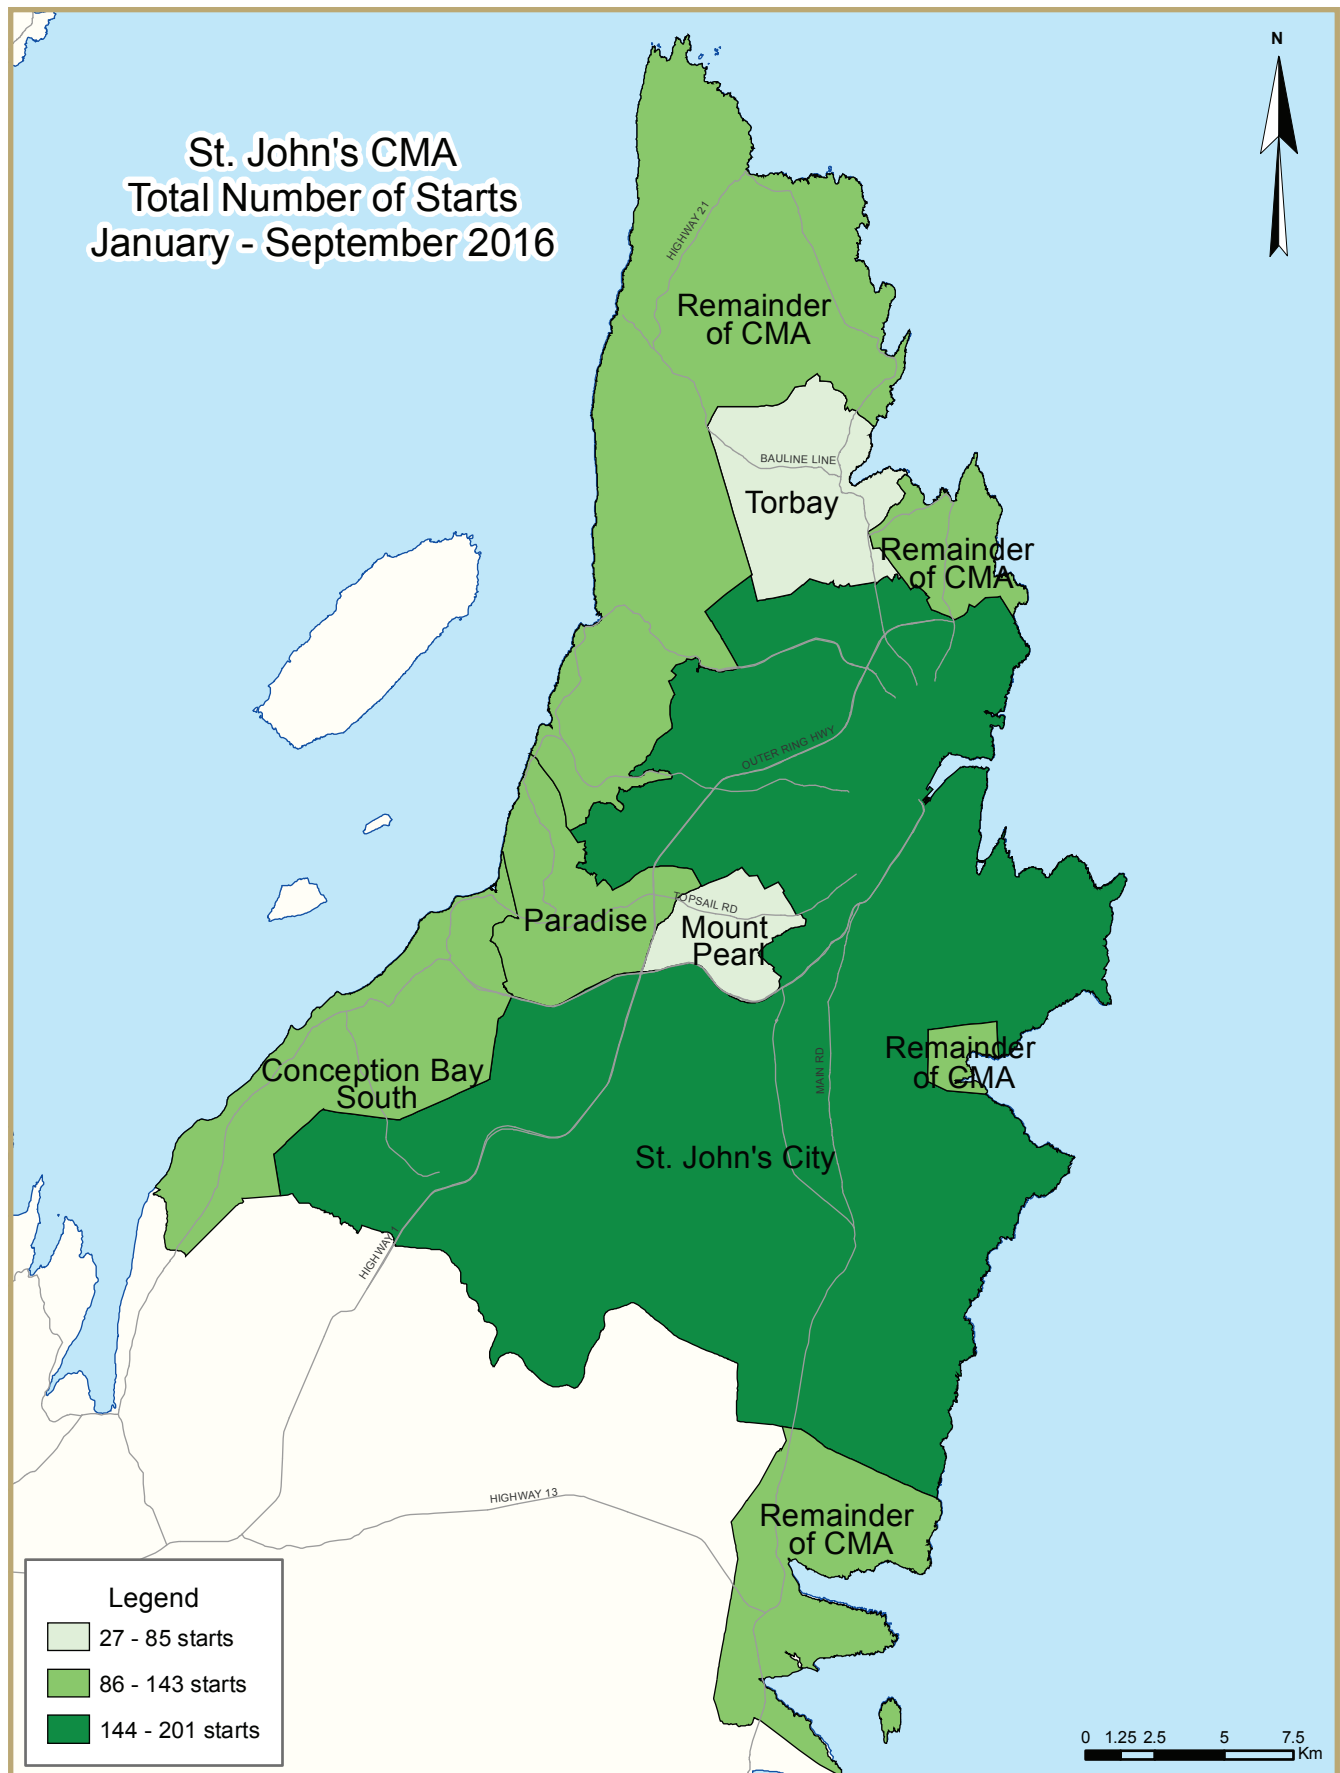 N
St. John's CMA
Total Number of Starts
January - September 2016
HIGHWAY 21
Remainder
of CMA
BAULINE LINE
Torbay
Remainder
of CMA
OUTER RING HWY
TOPSAIL RD
Paradise
Mount
Pearl
Remainder
of CMA
MAIN RD
Conception Bay
South
St. John's City
HIGHWAY 1
HIGHWAY 13
Remainder
of CMA
Legend
27 - 85 starts
86 - 143 starts
144 - 201 starts
0 1.25 2.5 5 7.5
Km